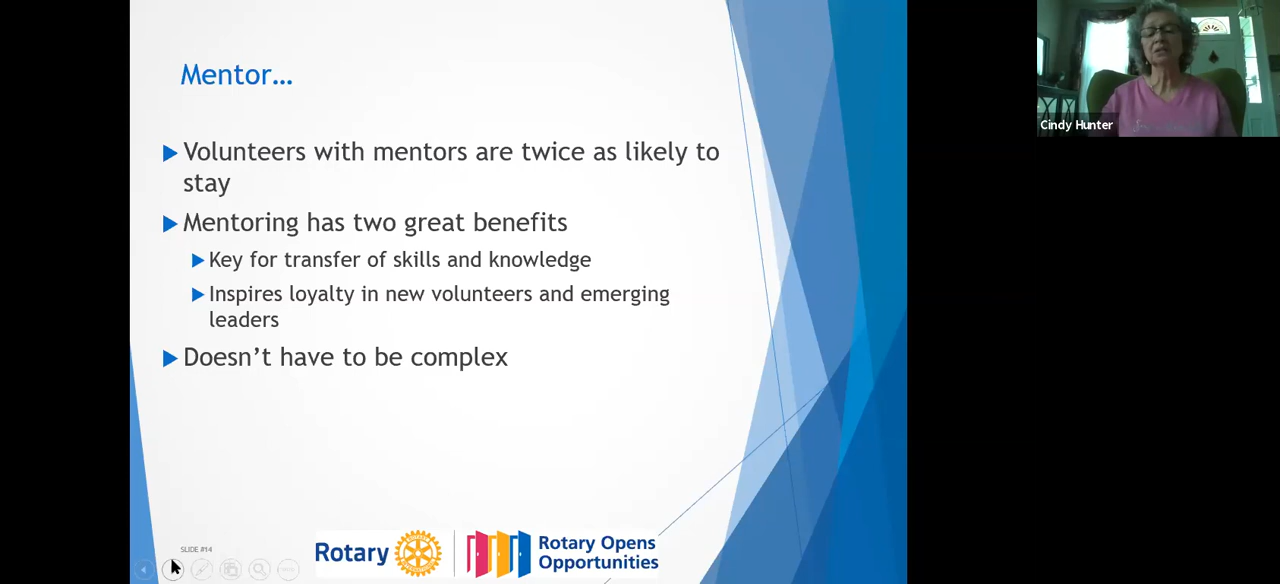 Mentor…
Volunteers with mentors are twice as likely to
stay
Mentoring has two great benefits
Key for transfer of skills and knowledge
Inspires loyalty in new volunteers and emerging
leaders
Doesn’t have to be complex
SLIDE #14
Rotary
Rotary Opens
Opportunities
Cindy Hunter